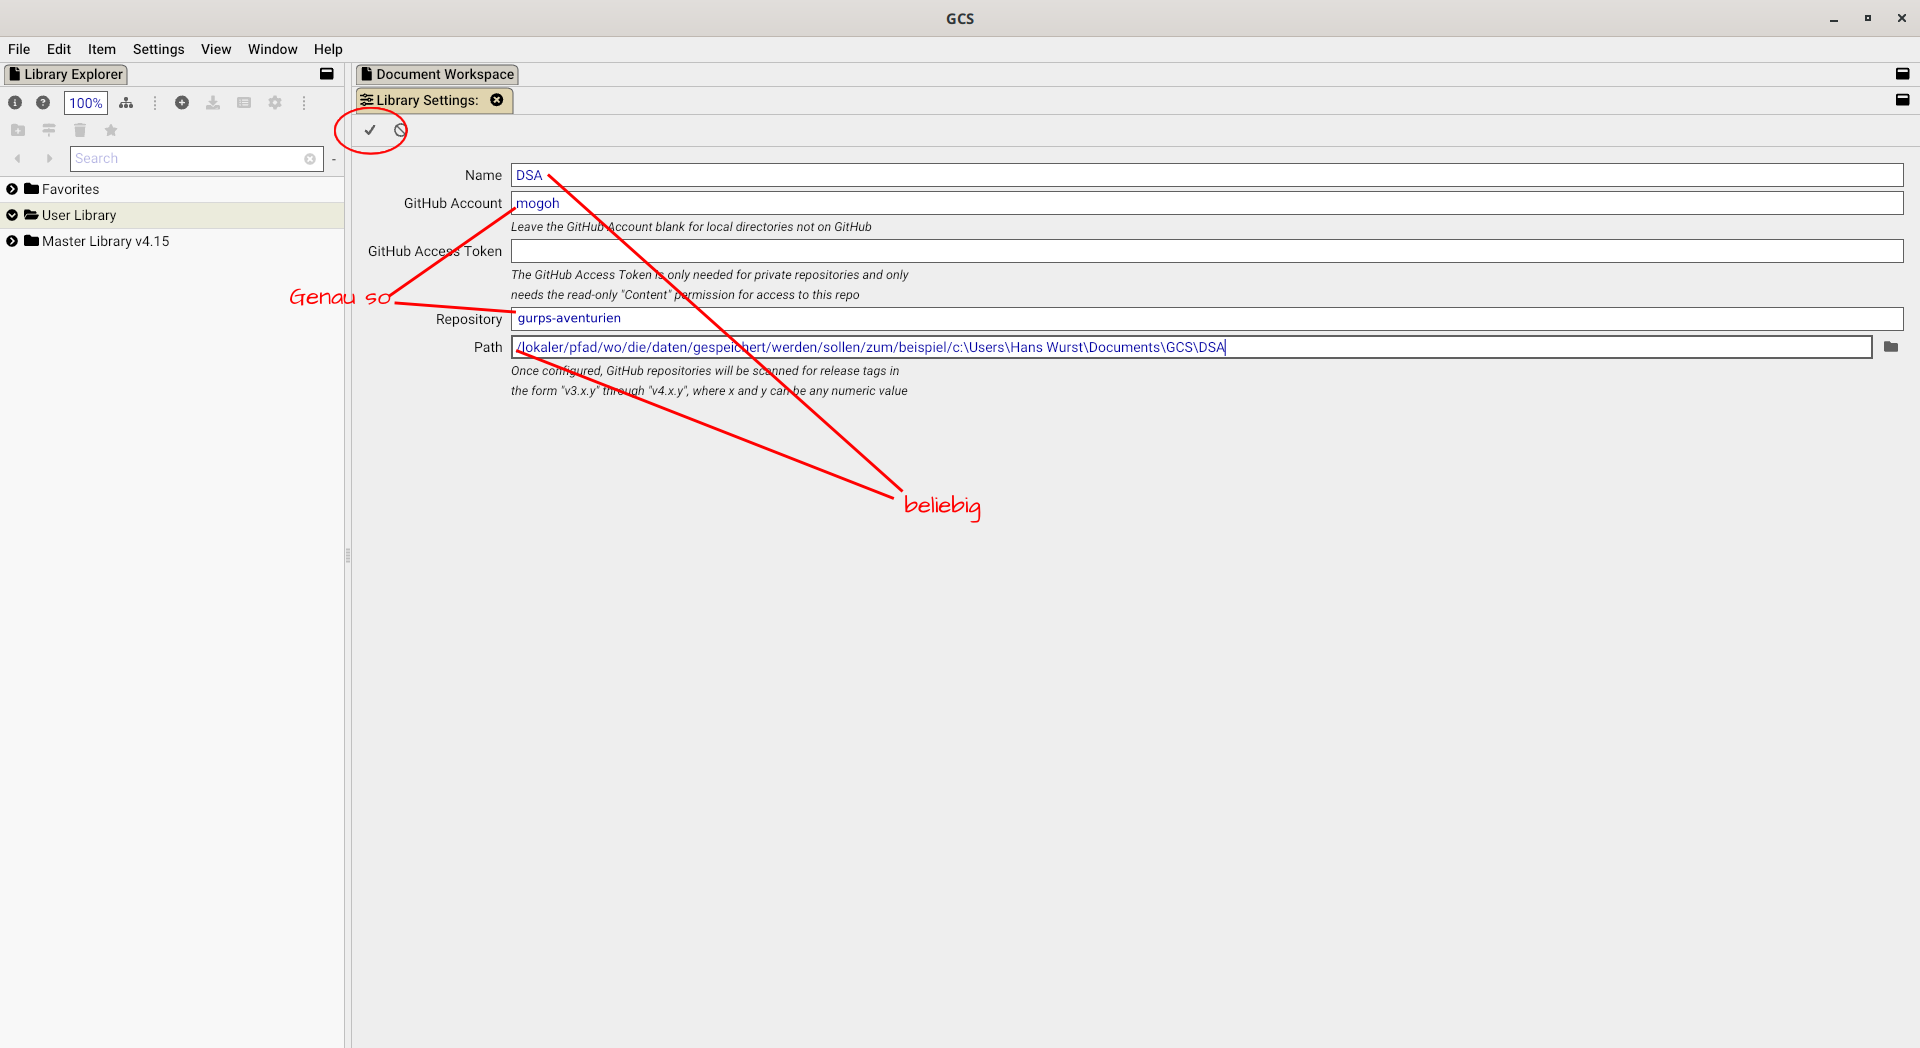 GCS
File Edit Item Settings View Window Help
Library Explorer
Document Workspace
100%
Library Settings:
Search
-
Favorites
User Library
Master Library v4.15
Name DSA
GitHub Account mogoh
Leave the GitHub Account blank for local directories not on GitHub
GitHub Access Token
The GitHub Access Token is only needed for private repositories and only
needs the read-only "Content" permission for access to this repo
Genau so
Repository gurps-aventurien
Path /lokaler/pfad/wo/die/daten/gespeichert/werden/sollen/zum/beispiel/c:\Users\Hans Wurst\Documents\GCS\DSA
Once configured, GitHub repositories will be scanned for release tags in
the form "v3.x.y" through "v4.x.y", where x and y can be any numeric value
beliebig